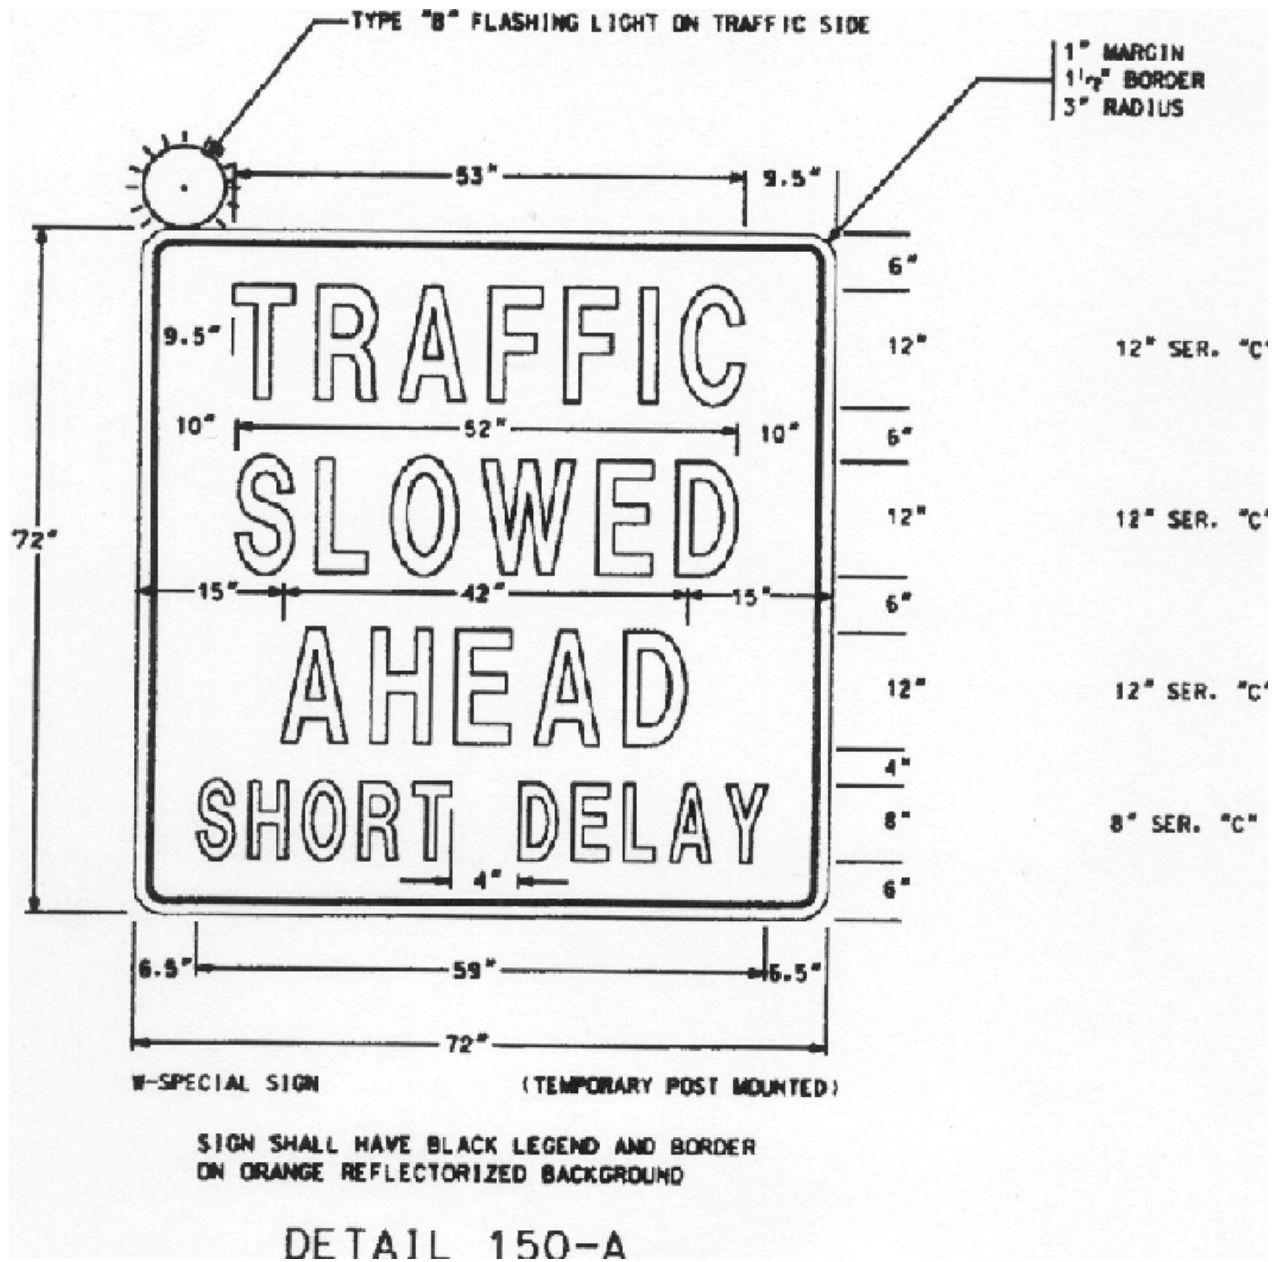 TYPE "B" FLASHING LIGHT ON TRAFFIC SIDE
1" MARGIN
1 1/2" BORDER
3" RADIUS
53" 9.5"
6"
TRAFFIC
9.5" 12" 12" SER. "C"
10" 52" 10" 6"
SLOWED
72" 12" 12" SER. "C"
15" 42" 15" 6"
AHEAD
12" 12" SER. "C"
4"
SHORT DELAY
8" 8" SER. "C"
4" 6"
6.5" 59" 6.5"
72"
W-SPECIAL SIGN (TEMPORARY POST MOUNTED)
SIGN SHALL HAVE BLACK LEGEND AND BORDER
ON ORANGE REFLECTORIZED BACKGROUND
DETAIL 150-A